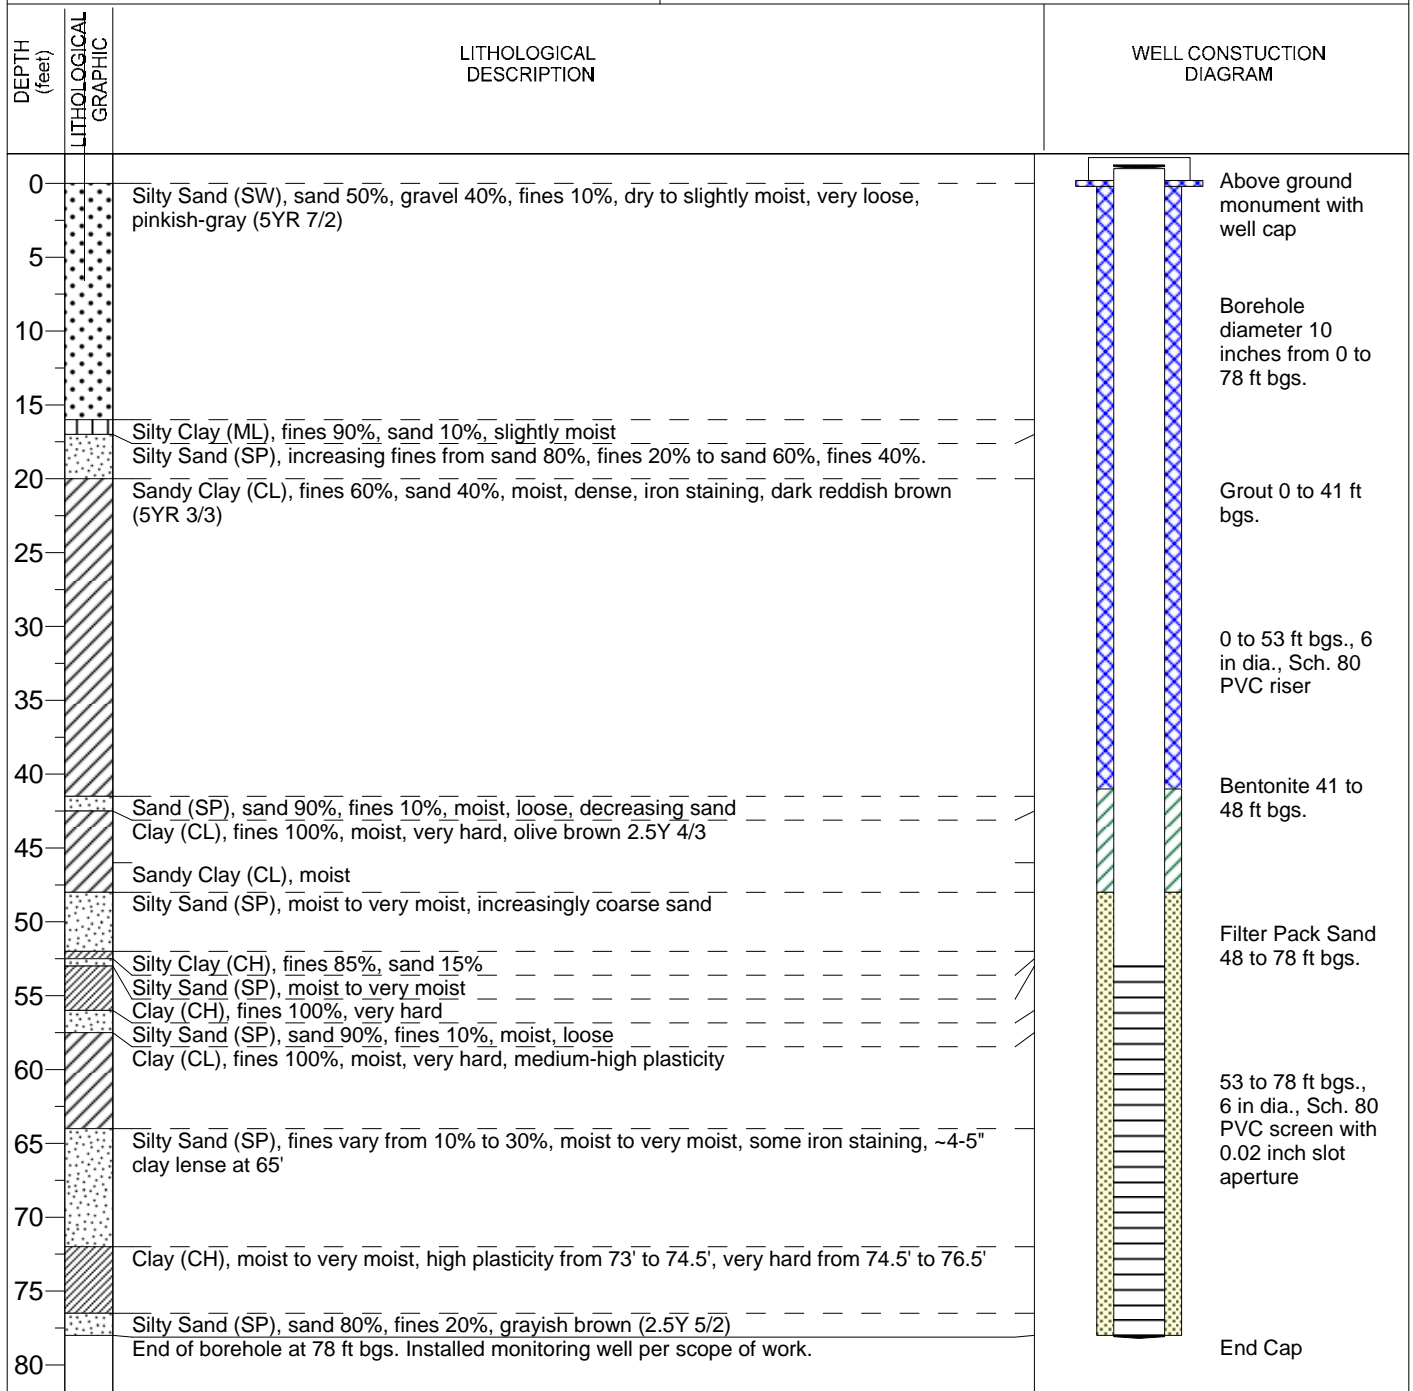 DEPTH
(feet)
LITHOLOGICAL
GRAPHIC
LITHOLOGICAL
DESCRIPTION
WELL CONSTUCTION
DIAGRAM
0
5
10
15
20
25
30
35
40
45
50
55
60
65
70
75
80
Silty Sand (SW), sand 50%, gravel 40%, fines 10%, dry to slightly moist, very loose,
pinkish-gray (5YR 7/2)
Silty Clay (ML), fines 90%, sand 10%, slightly moist
Silty Sand (SP), increasing fines from sand 80%, fines 20% to sand 60%, fines 40%.
Sandy Clay (CL), fines 60%, sand 40%, moist, dense, iron staining, dark reddish brown
(5YR 3/3)
Sand (SP), sand 90%, fines 10%, moist, loose, decreasing sand
Clay (CL), fines 100%, moist, very hard, olive brown 2.5Y 4/3
Sandy Clay (CL), moist
Silty Sand (SP), moist to very moist, increasingly coarse sand
Silty Clay (CH), fines 85%, sand 15%
Silty Sand (SP), moist to very moist
Clay (CH), fines 100%, very hard
Silty Sand (SP), sand 90%, fines 10%, moist, loose
Clay (CL), fines 100%, moist, very hard, medium-high plasticity
Silty Sand (SP), fines vary from 10% to 30%, moist to very moist, some iron staining, ~4-5"
clay lense at 65'
Clay (CH), moist to very moist, high plasticity from 73' to 74.5', very hard from 74.5' to 76.5'
Silty Sand (SP), sand 80%, fines 20%, grayish brown (2.5Y 5/2)
End of borehole at 78 ft bgs. Installed monitoring well per scope of work.
Above ground
monument with
well cap
Borehole
diameter 10
inches from 0 to
78 ft bgs.
Grout 0 to 41 ft
bgs.
0 to 53 ft bgs., 6
in dia., Sch. 80
PVC riser
Bentonite 41 to
48 ft bgs.
Filter Pack Sand
48 to 78 ft bgs.
53 to 78 ft bgs.,
6 in dia., Sch. 80
PVC screen with
0.02 inch slot
aperture
End Cap